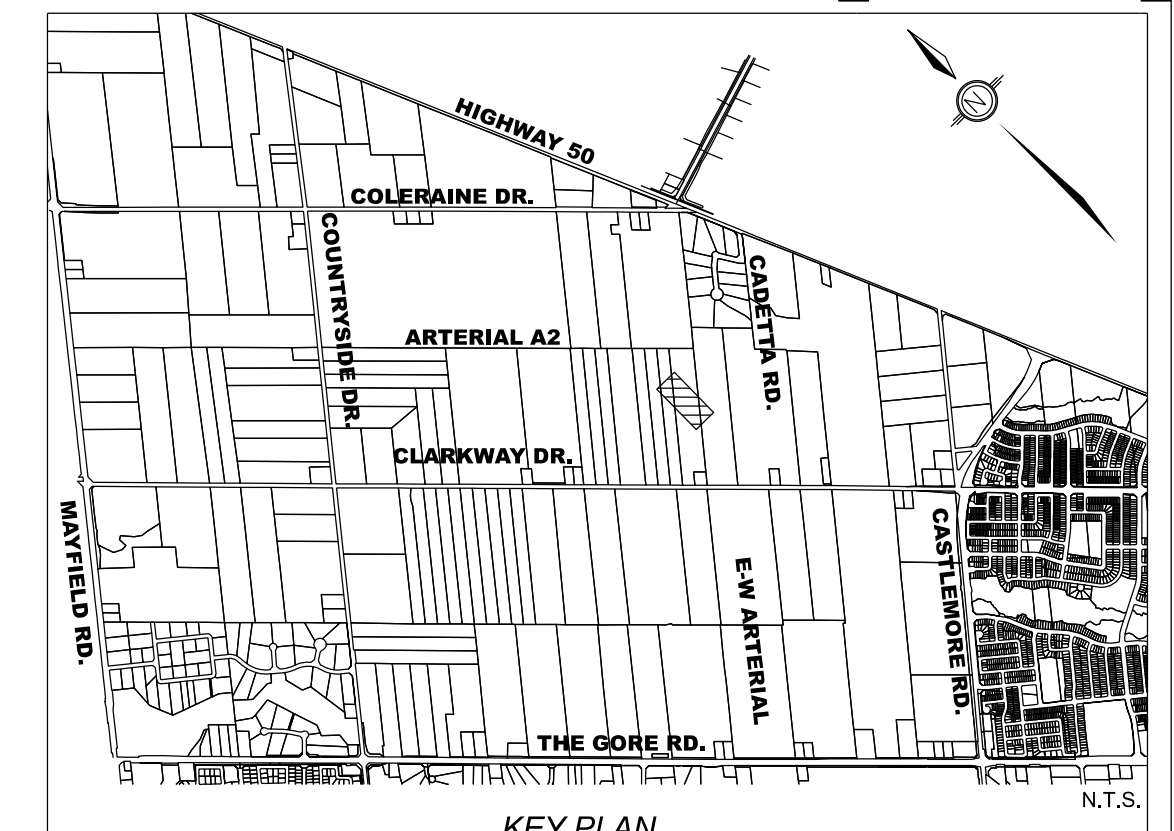 HIGHWAY 50
N
COLERAINE DR.
COUNTRYSIDE DR.
CADETTA RD.
ARTERIAL A2
CLARKWAY DR.
MAYFIELD RD.
E-W ARTERIAL
CASTLEMORE RD.
THE GORE RD.
N.T.S.
KEY PLAN